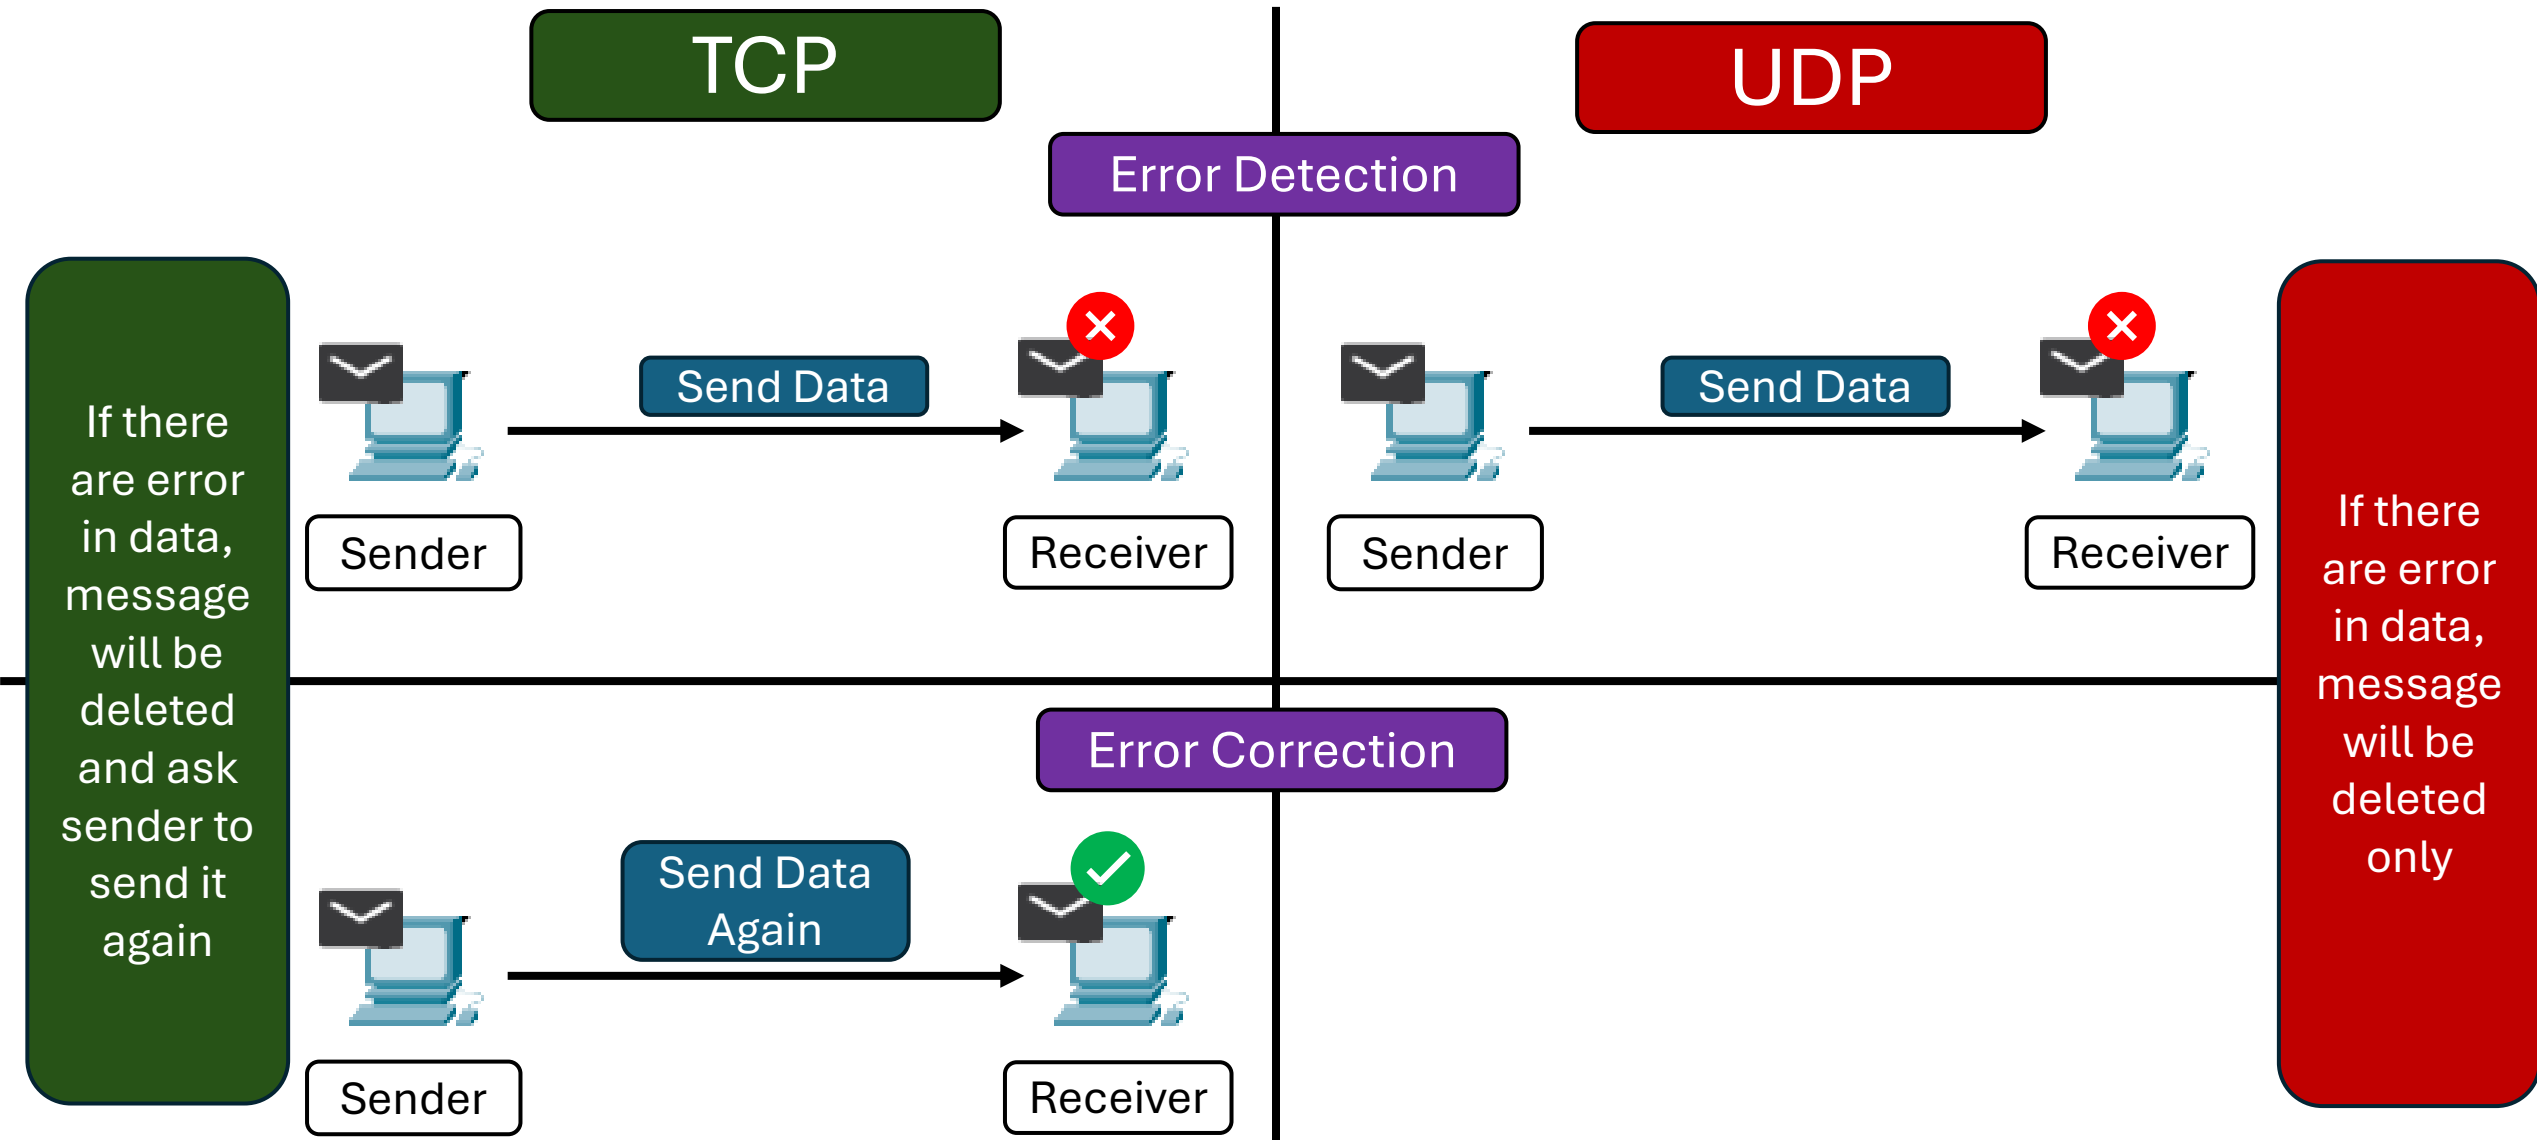 TCP
UDP
Error Detection
If there
are error
in data,
message
will be
deleted
and ask
sender to
send it
again
Send Data
Sender
Receiver
Send Data
Sender
Receiver
If there
are error
in data,
message
will be
deleted
only
Error Correction
Send Data
Again
Sender
Receiver